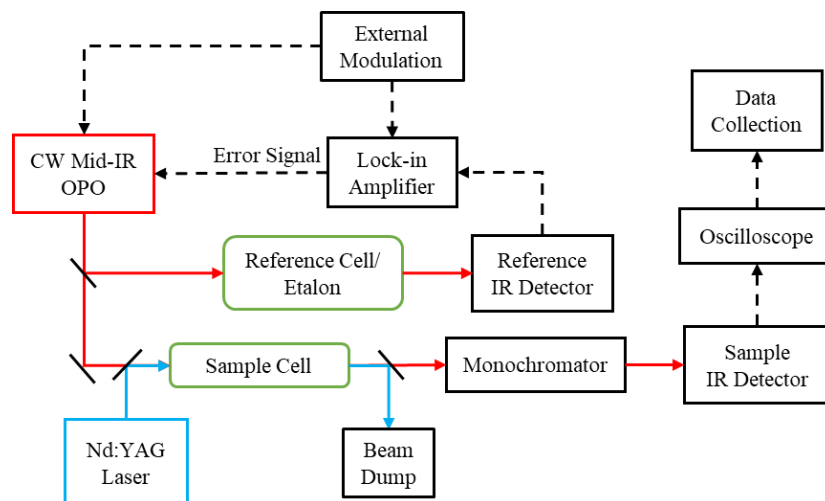 External
Modulation
Data
Collection
CW Mid-IR
OPO
Error Signal
Lock-in
Amplifier
Oscilloscope
Reference Cell/
Etalon
Reference
IR Detector
Sample Cell
Monochromator
Sample
IR Detector
Nd:YAG
Laser
Beam
Dump